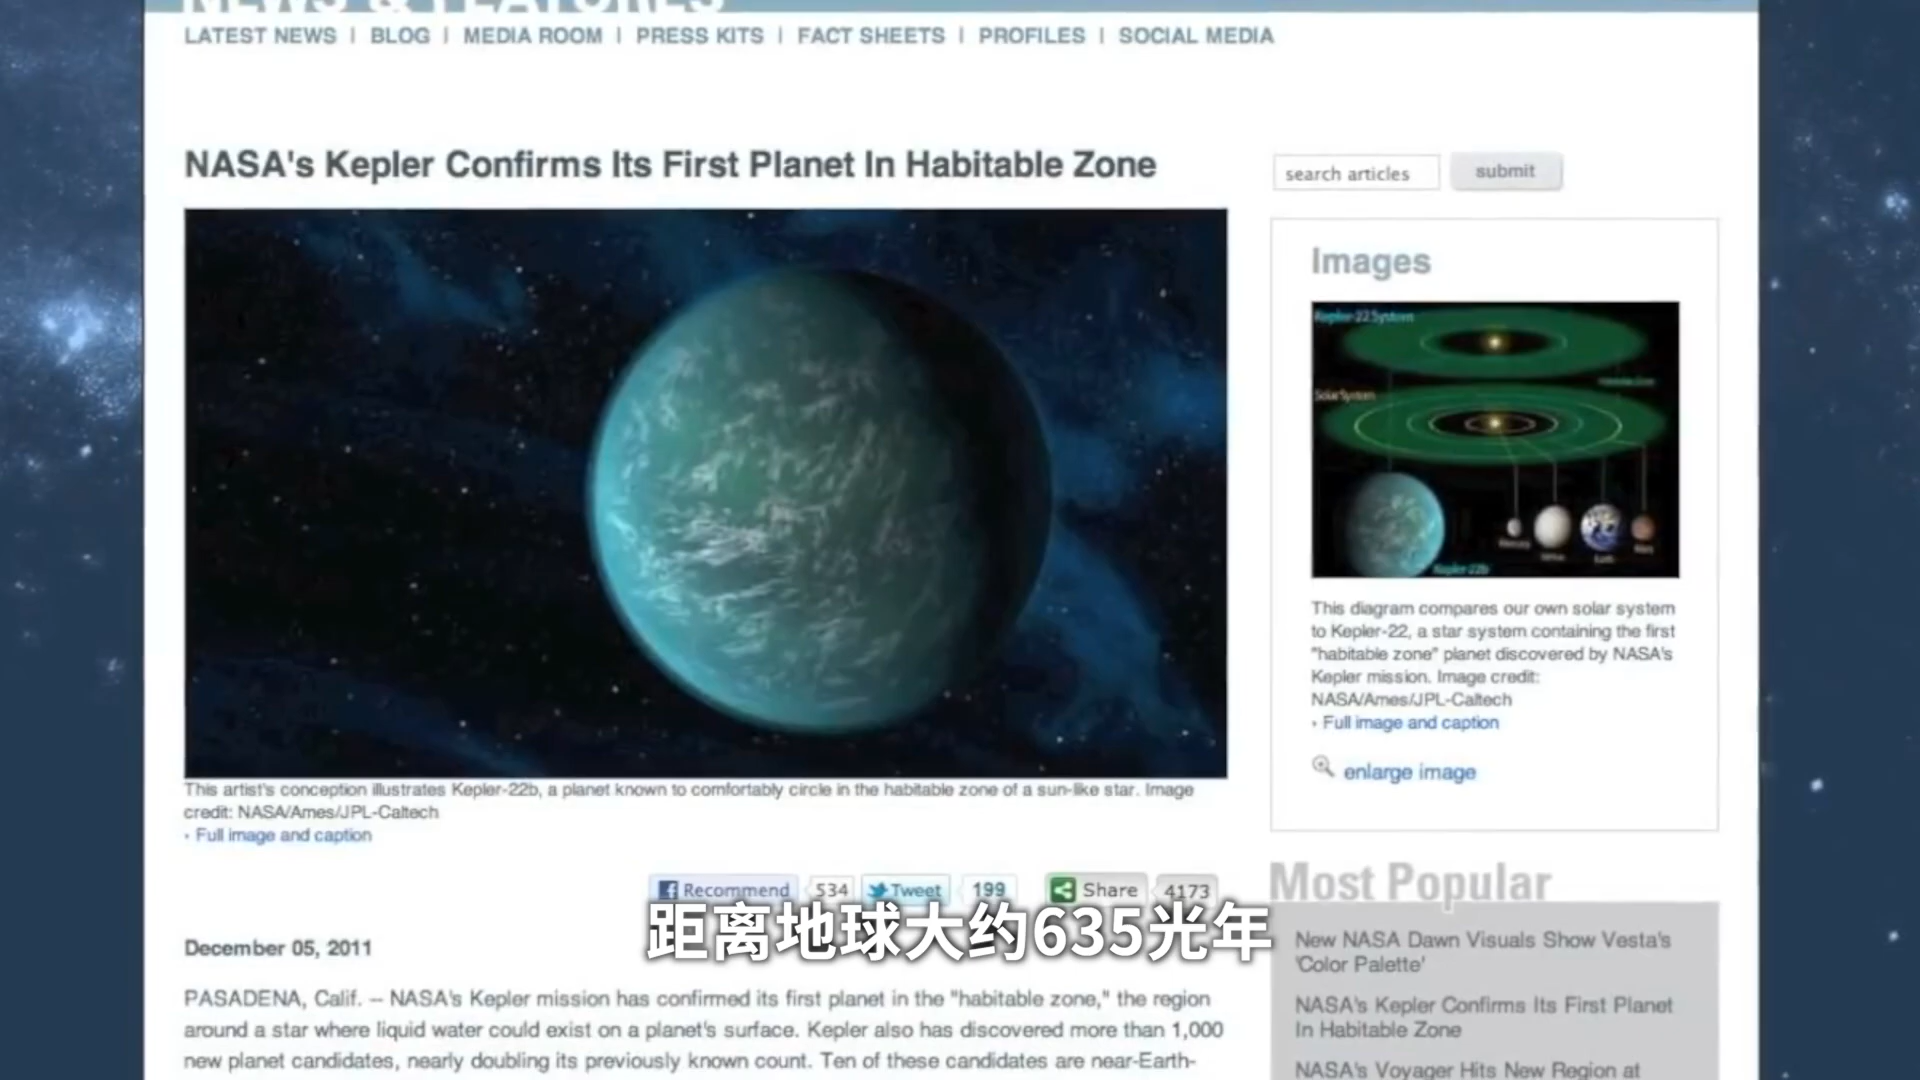 NEWS & FEATURES
LATEST NEWS | BLOG | MEDIA ROOM | PRESS KITS | FACT SHEETS | PROFILES | SOCIAL MEDIA
NASA's Kepler Confirms Its First Planet In Habitable Zone
search articles
submit
Images
Kepler-22 System
Solar System
Kepler-22b
This diagram compares our own solar system
to Kepler-22, a star system containing the first
"habitable zone" planet discovered by NASA's
Kepler mission. Image credit:
NASA/Ames/JPL-Caltech
› Full image and caption
enlarge image
This artist's conception illustrates Kepler-22b, a planet known to comfortably circle in the habitable zone of a sun-like star. Image
credit: NASA/Ames/JPL-Caltech
› Full image and caption
Recommend 534 Tweet 199 Share 4173
距离地球大约635光年
December 05, 2011
PASADENA, Calif. -- NASA's Kepler mission has confirmed its first planet in the "habitable zone," the region
around a star where liquid water could exist on a planet's surface. Kepler also has discovered more than 1,000
new planet candidates, nearly doubling its previously known count. Ten of these candidates are near-Earth-
Most Popular
New NASA Dawn Visuals Show Vesta's
'Color Palette'
NASA's Kepler Confirms Its First Planet
In Habitable Zone
NASA's Voyager Hits New Region at